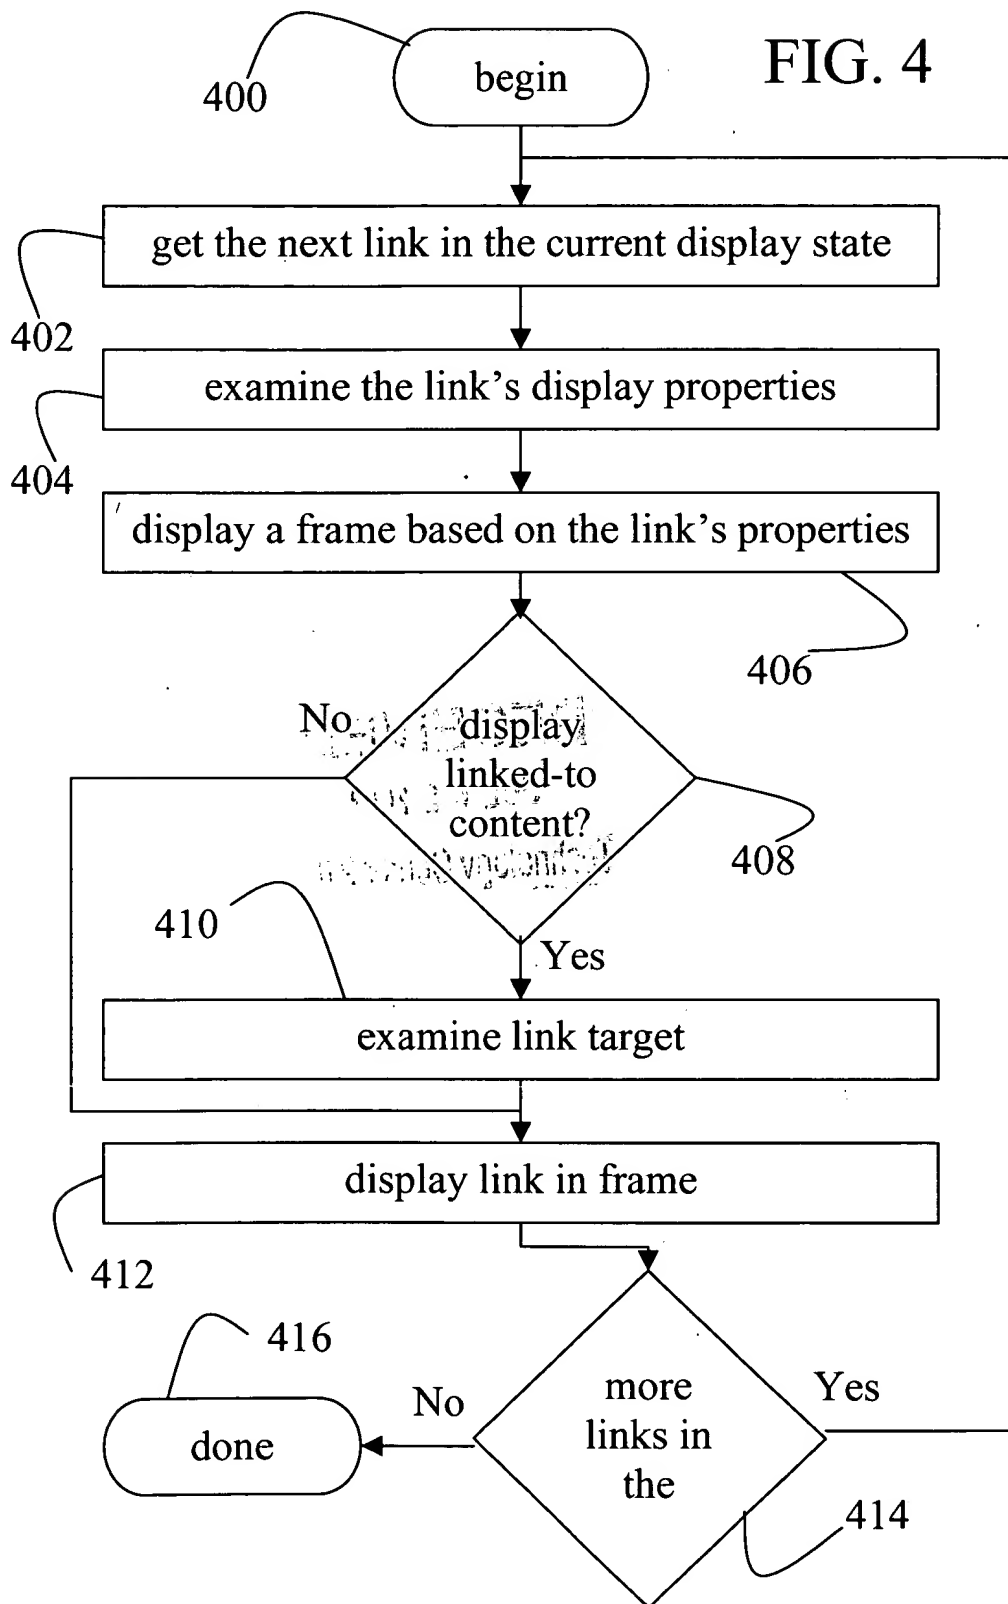 FIG. 4
400
begin
get the next link in the current display state
402
examine the link's display properties
404
display a frame based on the link's properties
406
No
display
linked-to
content?
408
410
Yes
examine link target
display link in frame
412
416
done
No
more
links in
the
Yes
414